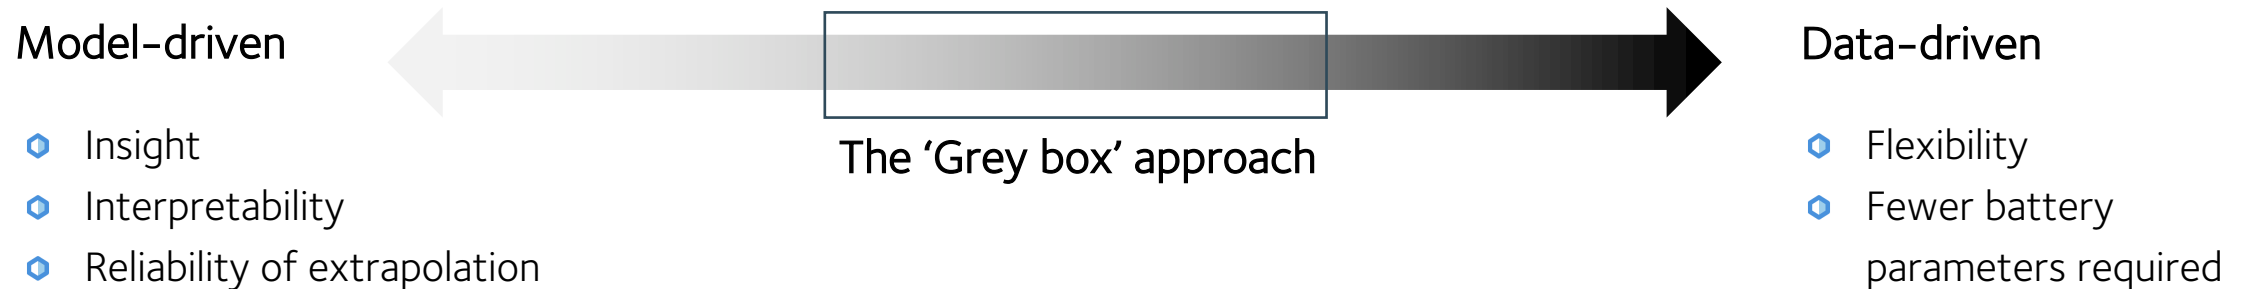 Model-driven
Insight
Interpretability
Reliability of extrapolation
The ‘Grey box’ approach
Data-driven
Flexibility
Fewer battery
parameters required